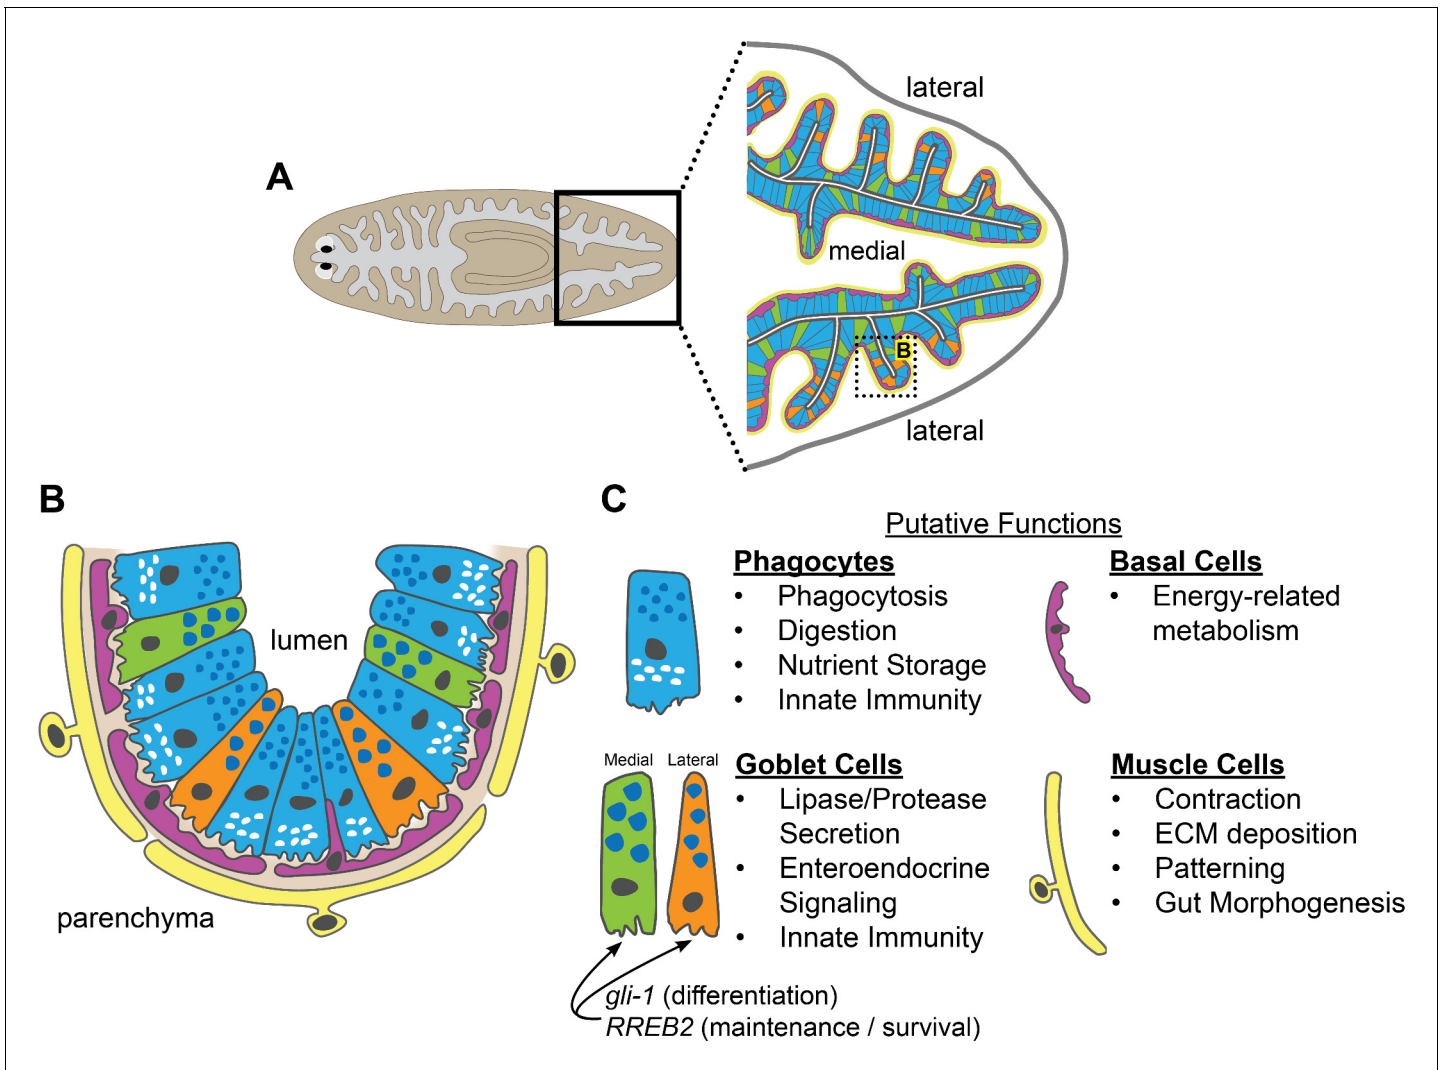 A
lateral
medial
B
lateral
B
lumen
parenchyma
C
Putative Functions
Phagocytes
• Phagocytosis
• Digestion
• Nutrient Storage
• Innate Immunity
Basal Cells
• Energy-related
metabolism
Medial
Lateral
Goblet Cells
• Lipase/Protease
Secretion
• Enteroendocrine
Signaling
• Innate Immunity
Muscle Cells
• Contraction
• ECM deposition
• Patterning
• Gut Morphogenesis
gli-1 (differentiation)
RREB2 (maintenance / survival)